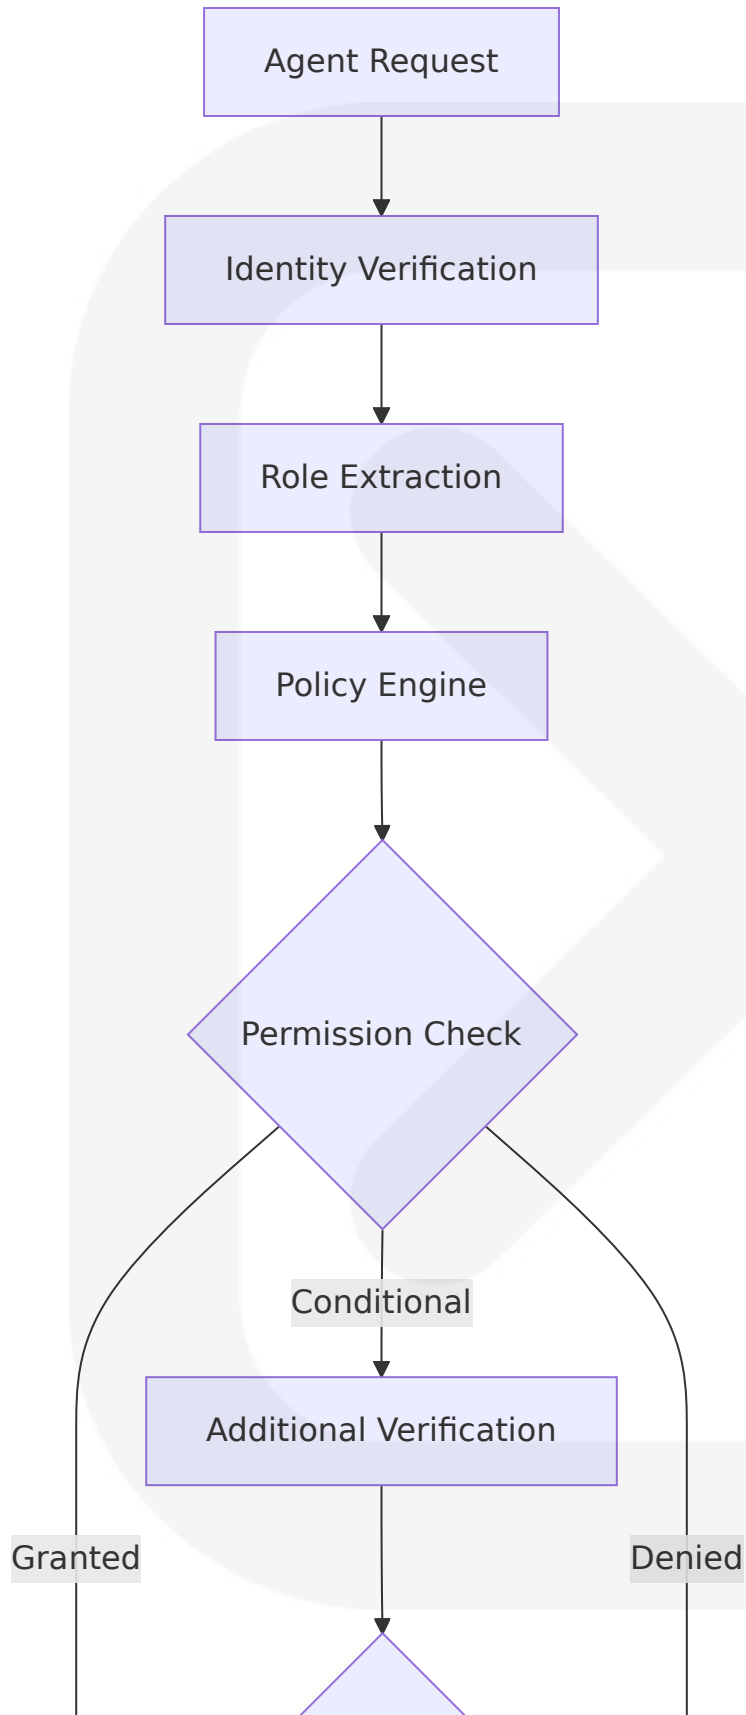 Agent Request
Identity Verification
Role Extraction
Policy Engine
Permission Check
Conditional
Additional Verification
Granted
Denied